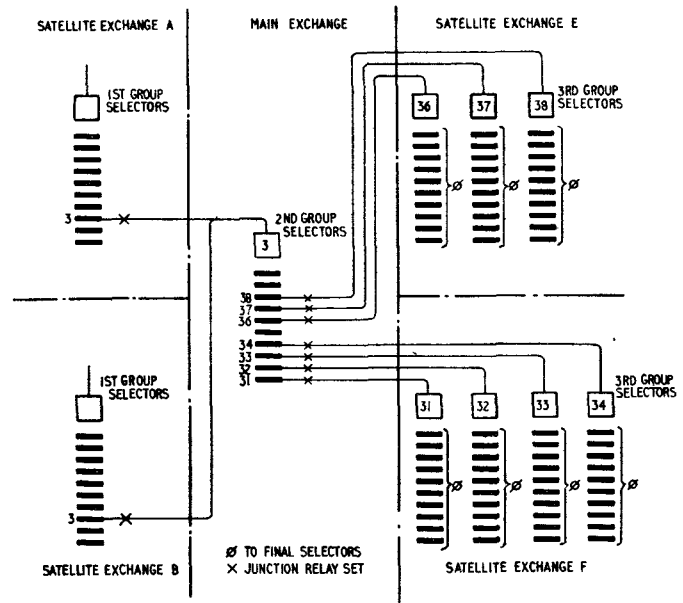 SATELLITE EXCHANGE A
MAIN EXCHANGE
SATELLITE EXCHANGE E
1ST GROUP
SELECTORS
3
2ND GROUP
SELECTORS
3
38
37
36
34
33
32
31
36
37
38
3RD GROUP
SELECTORS
Ø
Ø
Ø
1ST GROUP
SELECTORS
3
31
32
33
34
3RD GROUP
SELECTORS
Ø
Ø
Ø
Ø
Ø TO FINAL SELECTORS
× JUNCTION RELAY SET
SATELLITE EXCHANGE B
SATELLITE EXCHANGE F